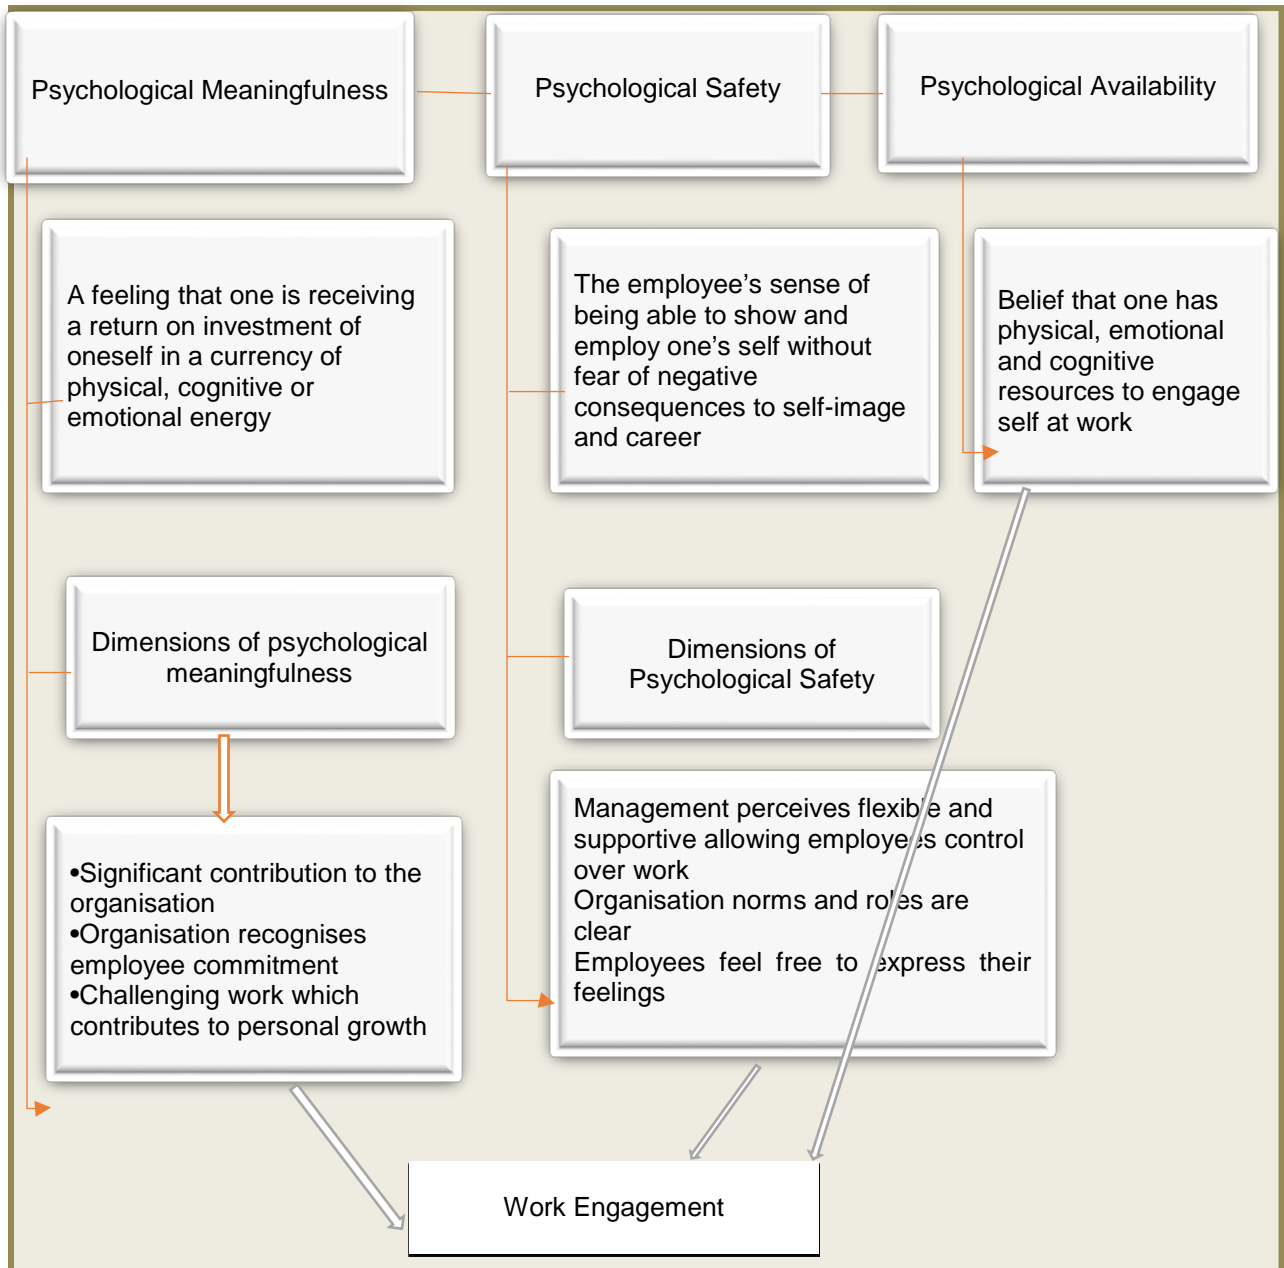 Psychological Meaningfulness
Psychological Safety
Psychological Availability
A feeling that one is receiving
a return on investment of
oneself in a currency of
physical, cognitive or
emotional energy
The employee’s sense of
being able to show and
employ one’s self without
fear of negative
consequences to self-image
and career
Belief that one has
physical, emotional
and cognitive
resources to engage
self at work
Dimensions of psychological
meaningfulness
Dimensions of
Psychological Safety
•Significant contribution to the
organisation
•Organisation recognises
employee commitment
•Challenging work which
contributes to personal growth
Management perceives flexible and
supportive allowing employees control
over work
Organisation norms and roles are
clear
Employees feel free to express their
feelings
Work Engagement